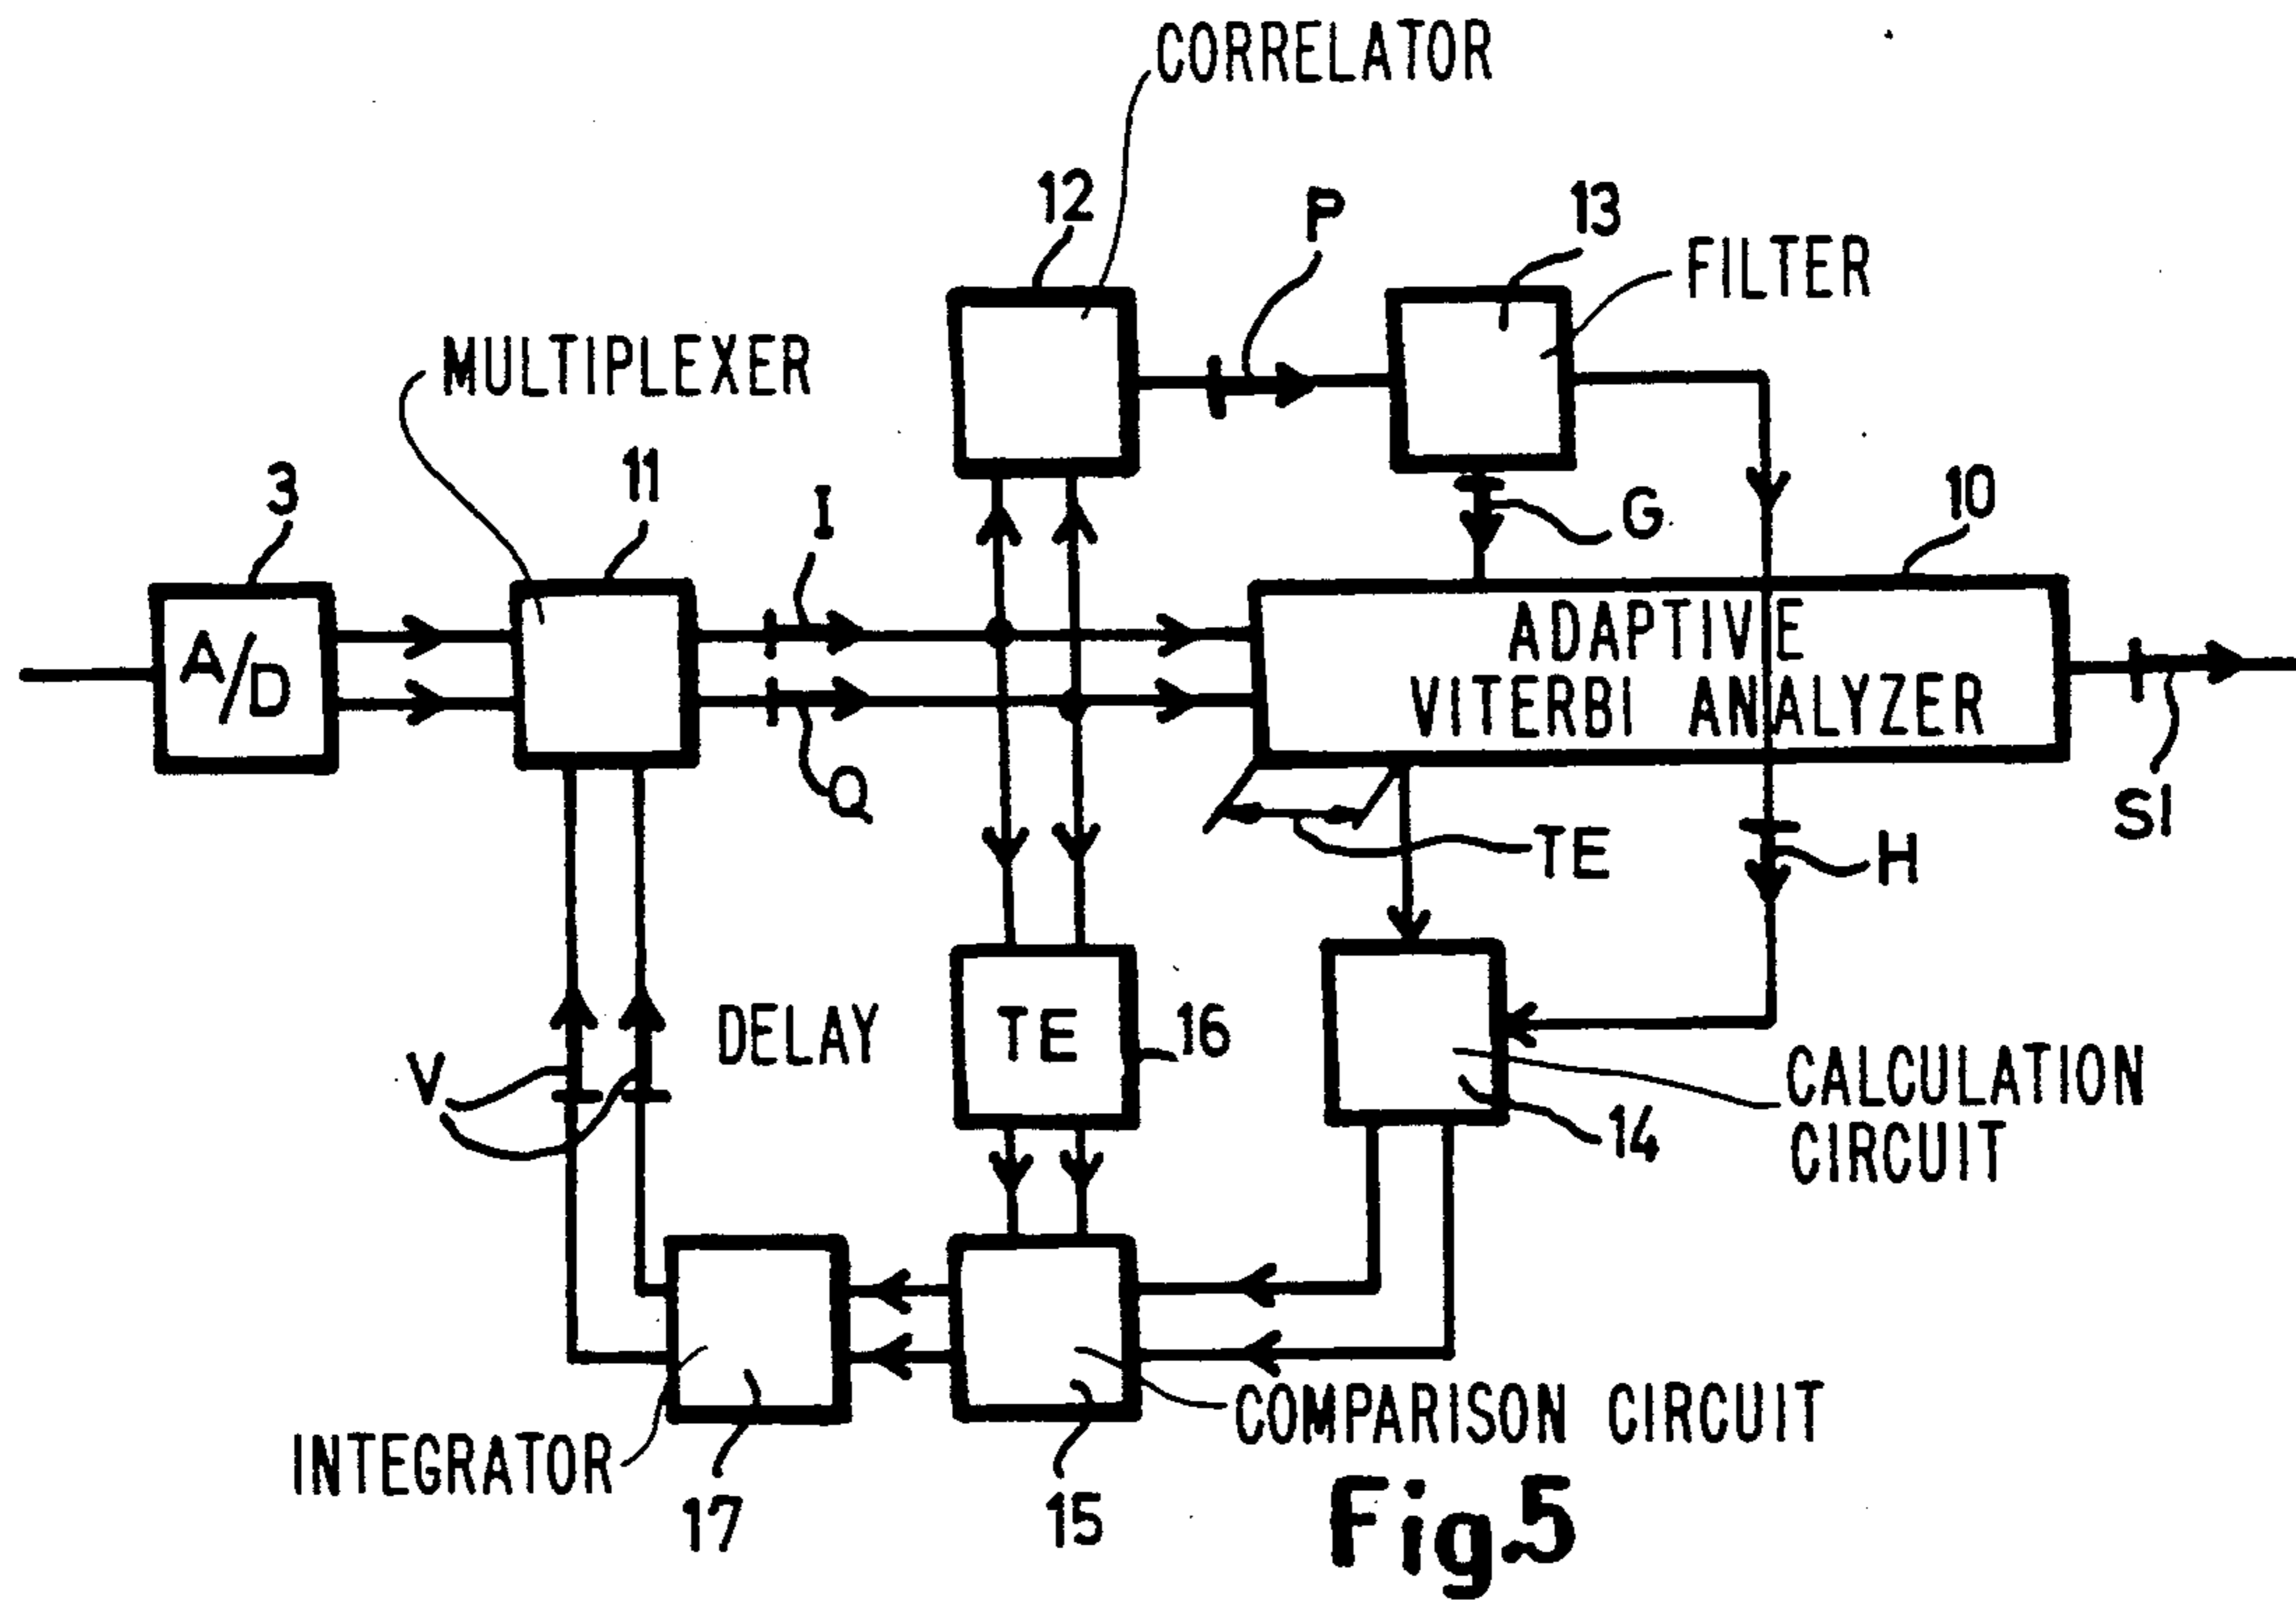 CORRELATOR
12
P
13
FILTER
MULTIPLEXER
3
11
I
G
10
A/D
ADAPTIVE
VITERBI ANALYZER
Q
TE
H
SI
V
DELAY
TE
16
CALCULATION
CIRCUIT
14
INTEGRATOR
17
15
COMPARISON CIRCUIT
Fig.5